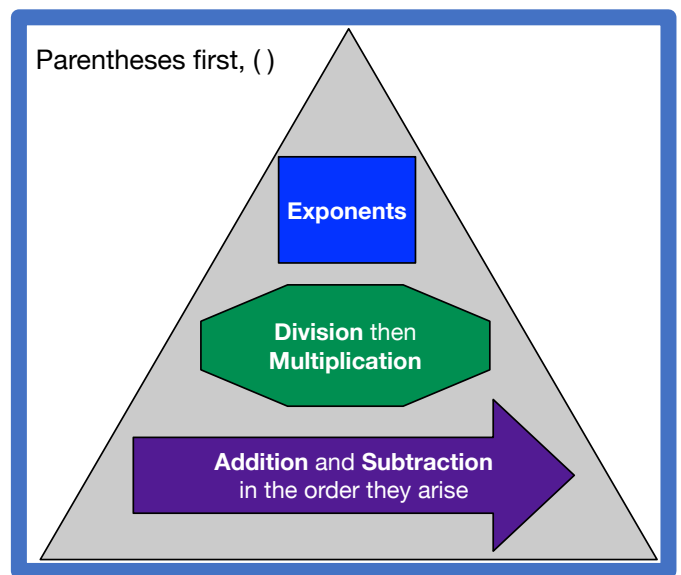 Parentheses first, ( )
Exponents
Division then
Multiplication
Addition and Subtraction
in the order they arise